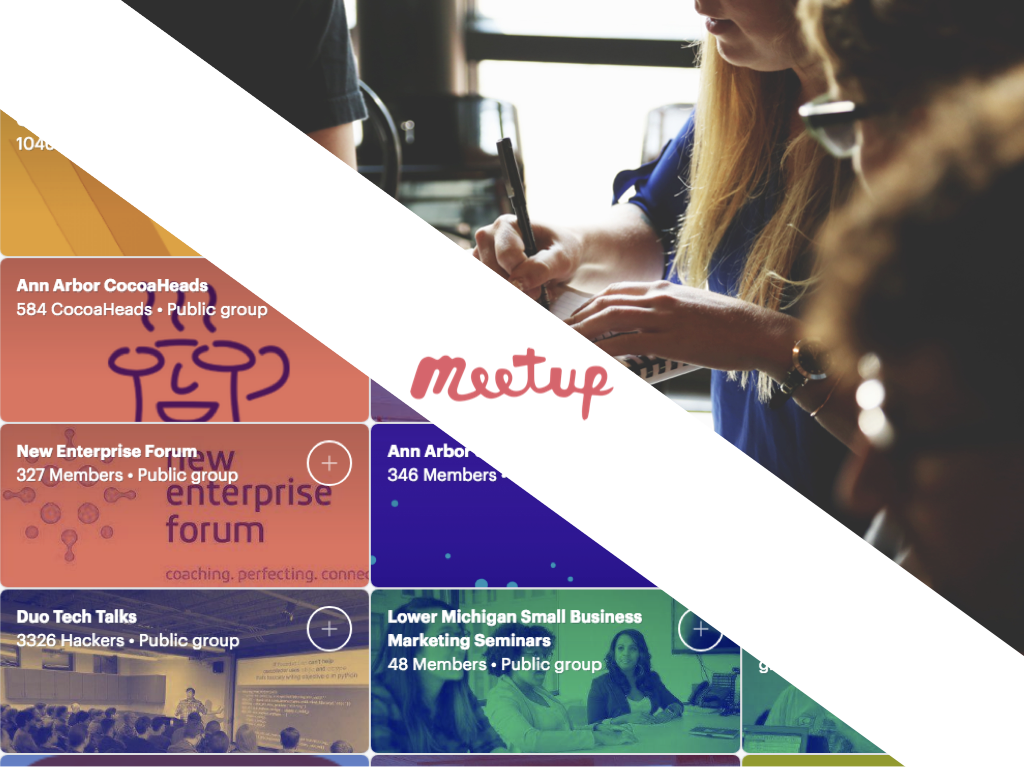 Ann Arbor CocoaHeads
584 CocoaHeads • Public group
meetup
New Enterprise Forum
327 Members • Public group
new
enterprise
forum
coaching. perfecting.
Ann Arbor
346 Members •
Duo Tech Talks
3326 Hackers • Public group
Lower Michigan Small Business
Marketing Seminars
48 Members • Public group